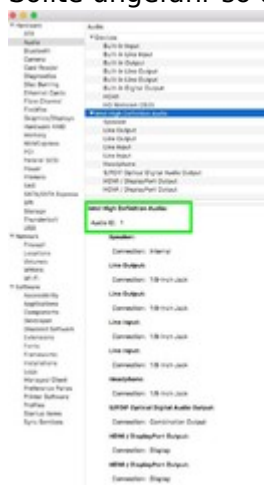 Sollte ungefähr so
Hardware
ATA
Audio
Bluetooth
Camera
Card Reader
Diagnostics
Disc Burning
Ethernet Cards
Fibre Channel
FireWire
Graphics/Displays
Hardware RAID
Memory
NVMExpress
PCI
Parallel SCSI
Power
Printers
SAS
SATA/SATA Express
SPI
Storage
Thunderbolt
USB
Network
Firewall
Locations
Volumes
WWAN
Wi-Fi
Software
Accessibility
Applications
Components
Developer
Disabled Software
Extensions
Fonts
Frameworks
Installations
Logs
Managed Client
Preference Panes
Printer Software
Profiles
Startup Items
Sync Services
Audio
Devices
Built-in Input
Built-in Line Input
Built-in Output
Built-in Line Output
Built-in Line Output
Built-in Digital Output
HDMI
Intel High Definition Audio:
Speaker
Line Output
Line Output
Line Input
Line Input
Headphone
S/PDIF Optical Digital Audio Output
HDMI / DisplayPort Output
HDMI / DisplayPort Output
Intel High Definition Audio:
Audio ID: 1
Speaker:
Connection: Internal
Line Output:
Connection: 1/8-inch Jack
Line Output:
Connection: 1/8-inch Jack
Line Input:
Connection: 1/8-inch Jack
Line Input:
Connection: 1/8-inch Jack
Headphone:
Connection: 1/8-inch Jack
S/PDIF Optical Digital Audio Output:
Connection: Combination Output
HDMI / DisplayPort Output:
Connection: Display
HDMI / DisplayPort Output:
Connection: Display